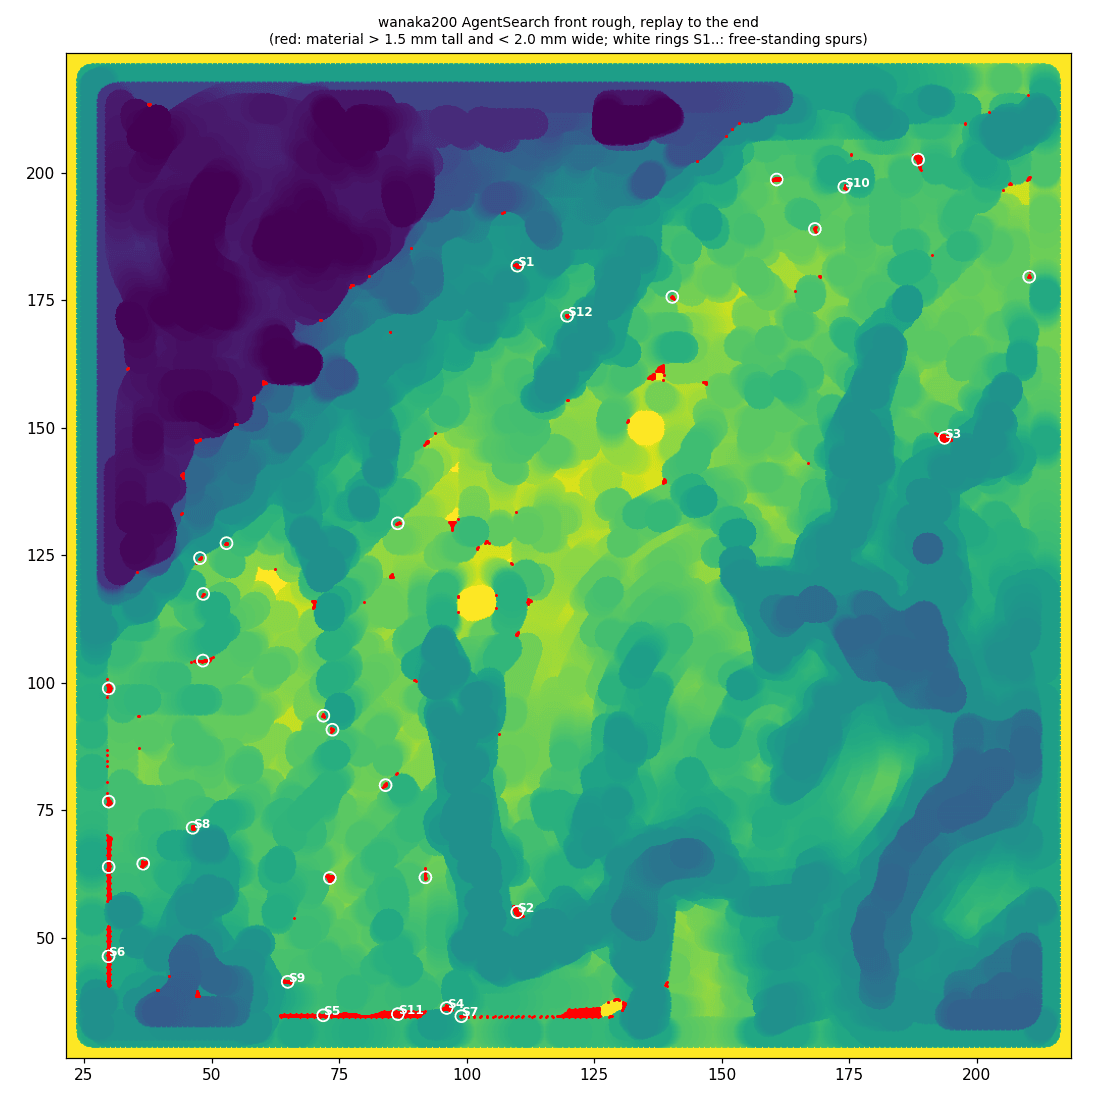 wanaka200 AgentSearch front rough, replay to the end
(red: material > 1.5 mm tall and < 2.0 mm wide; white rings S1..: free-standing spurs)
200
175
150
125
100
75
50
S10
S1
S12
S3
S8
S2
S6
S9
S5
S11
S4
S7
25
50
75
100
125
150
175
200